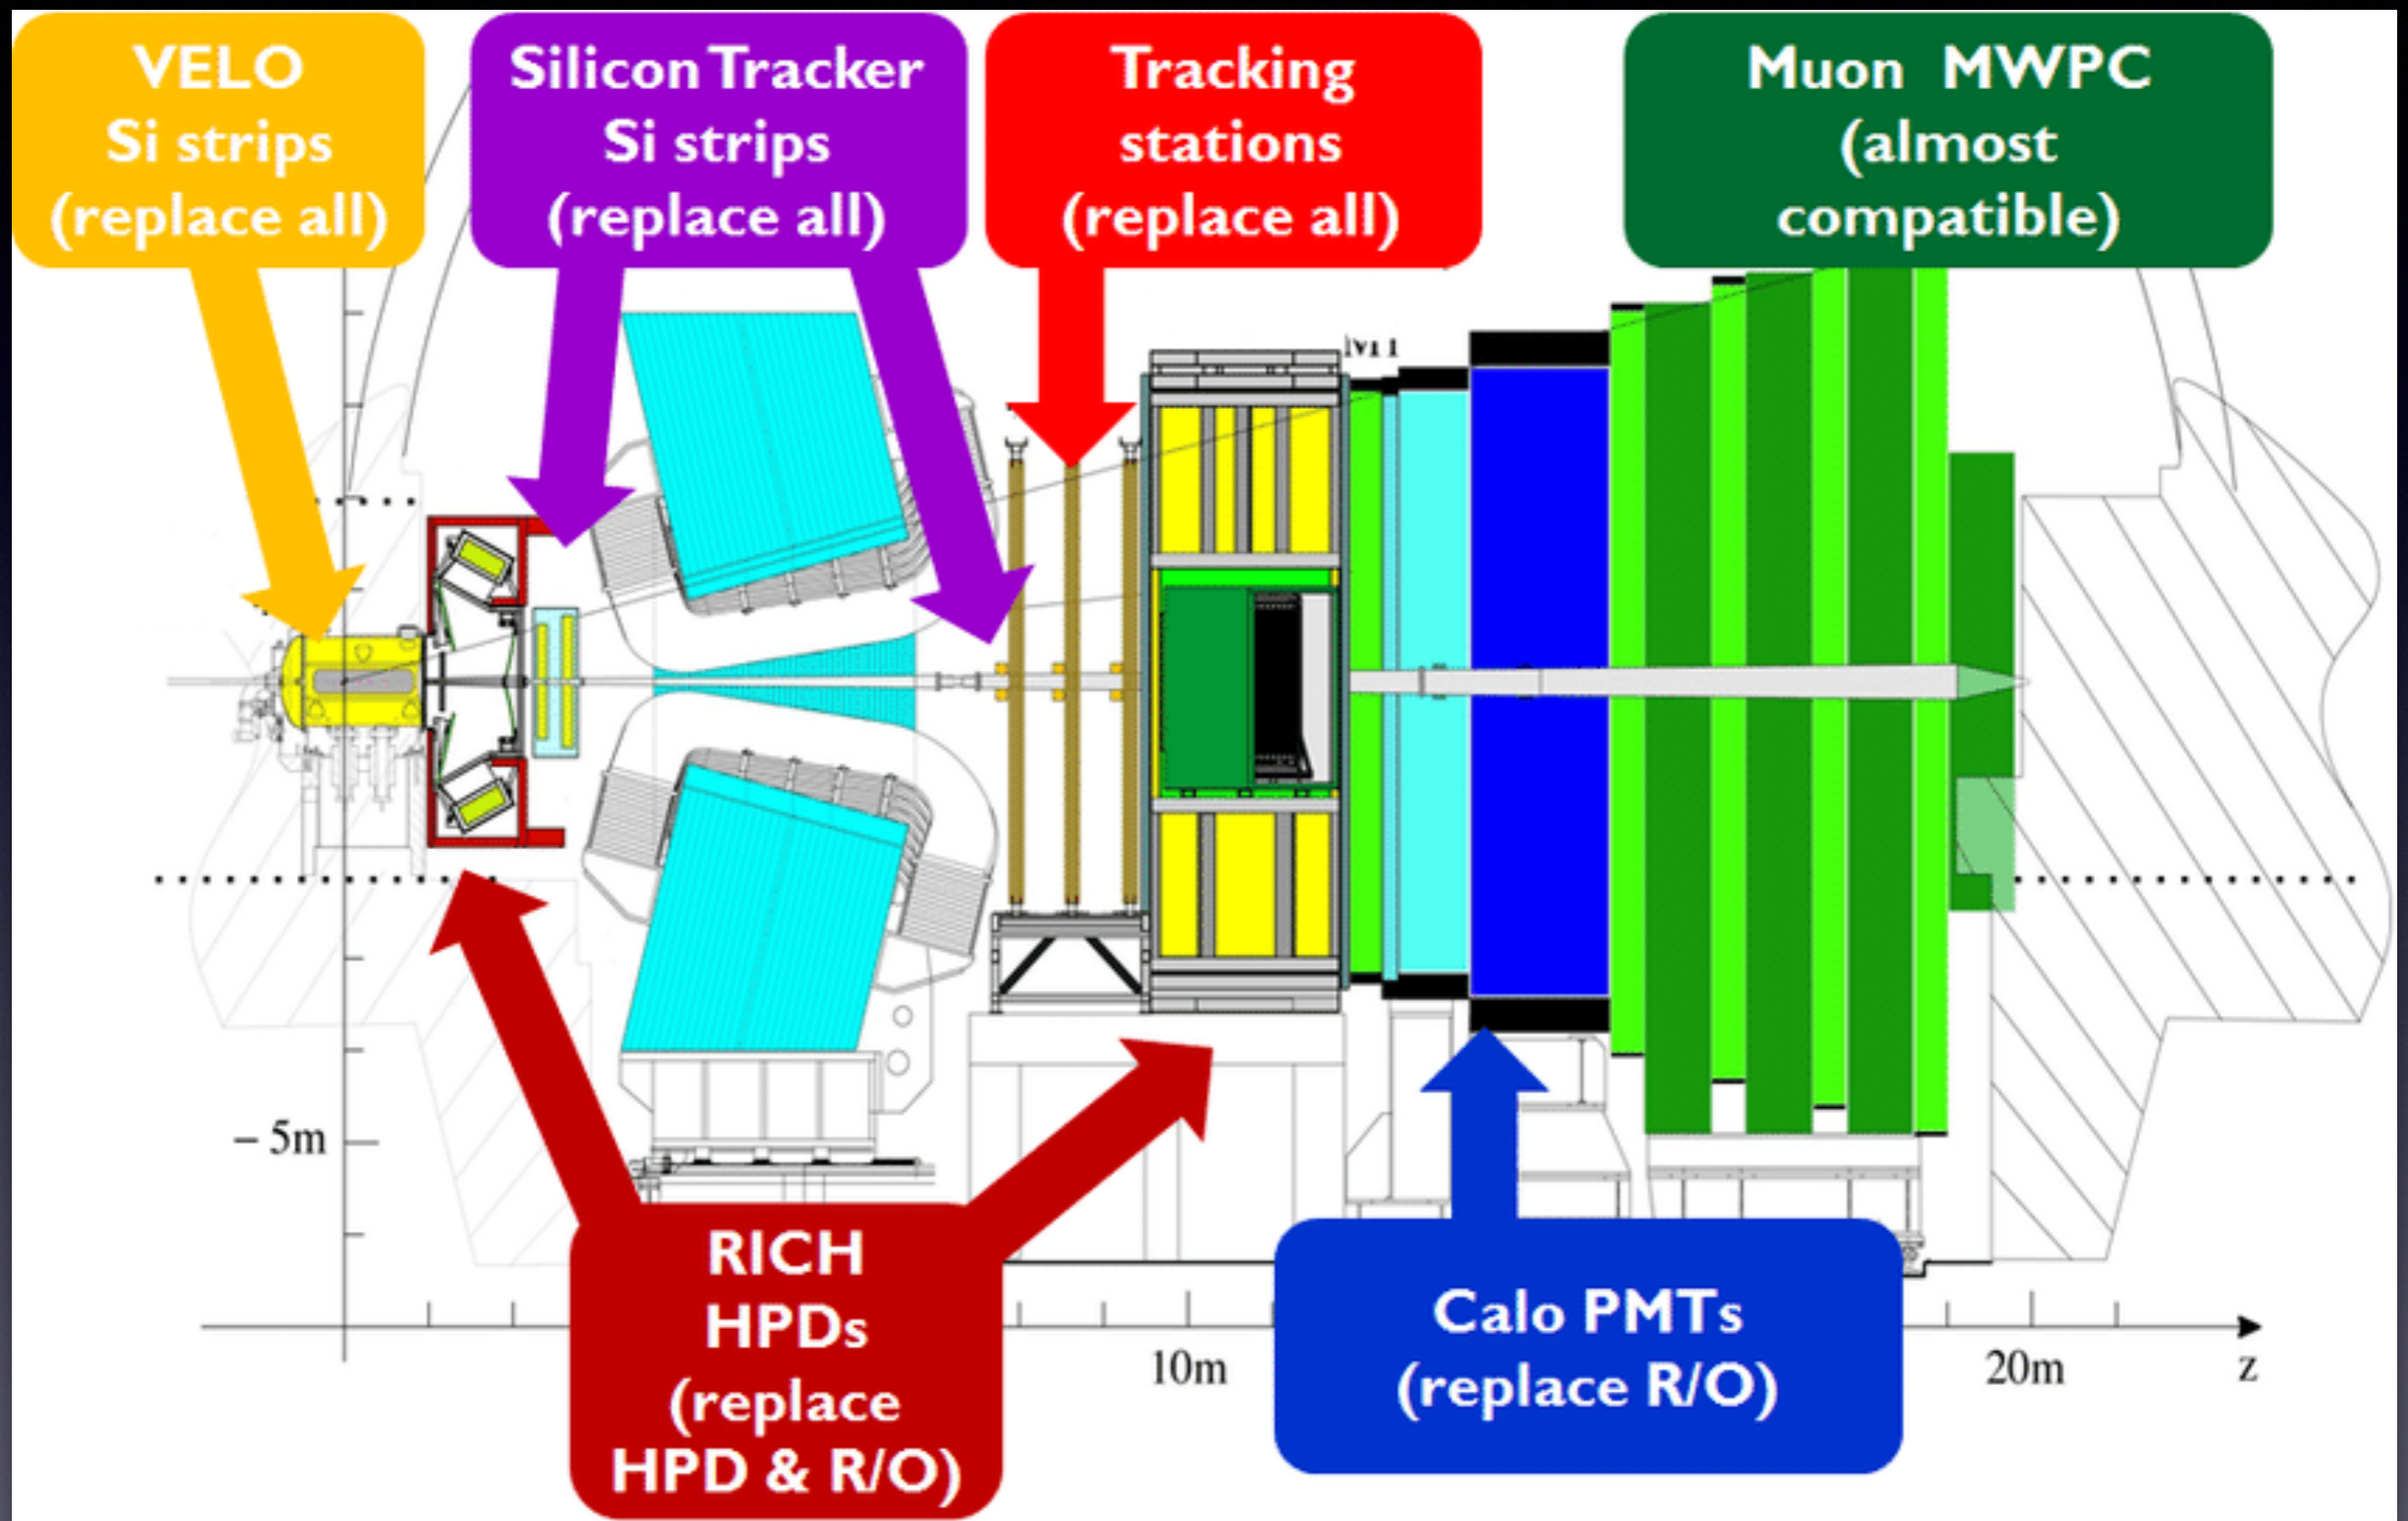 VELO
Si strips
(replace all)
Silicon Tracker
Si strips
(replace all)
Tracking
stations
(replace all)
Muon MWPC
(almost
compatible)
– 5m
RICH
HPDs
(replace
HPD & R/O)
Calo PMTs
(replace R/O)
10m
20m
z